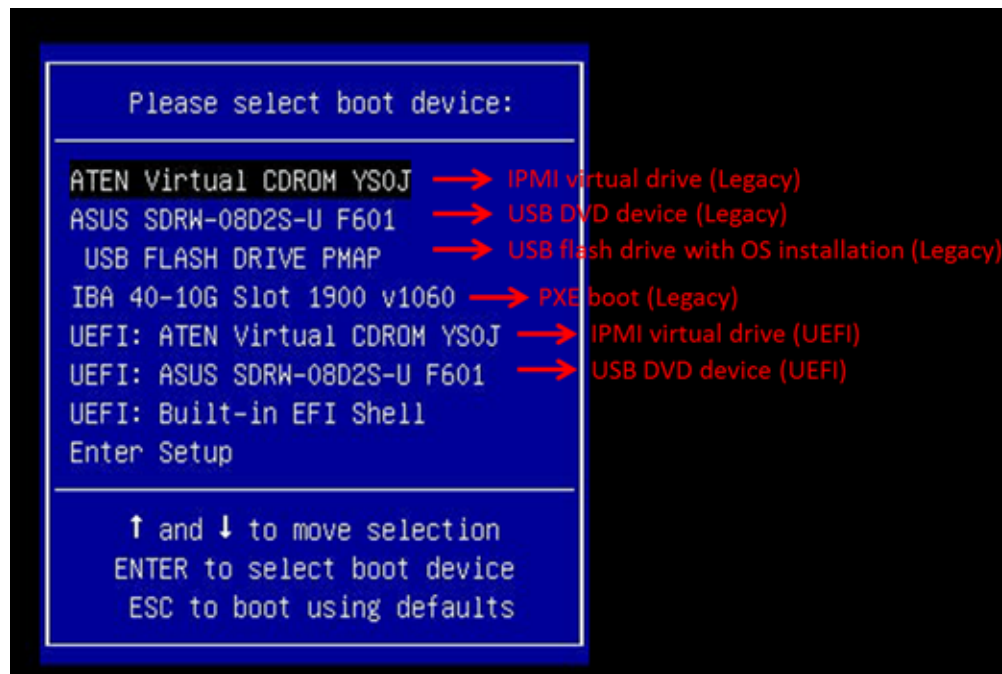 Please select boot device:
ATEN Virtual CDROM YS0J → IPMI virtual drive (Legacy)
ASUS SDRW-08D2S-U F601 → USB DVD device (Legacy)
USB FLASH DRIVE PMAP → USB flash drive with OS installation (Legacy)
IBA 40-10G Slot 1900 v1060 → PXE boot (Legacy)
UEFI: ATEN Virtual CDROM YS0J → IPMI virtual drive (UEFI)
UEFI: ASUS SDRW-08D2S-U F601 → USB DVD device (UEFI)
UEFI: Built-in EFI Shell
Enter Setup
↑ and ↓ to move selection
ENTER to select boot device
ESC to boot using defaults